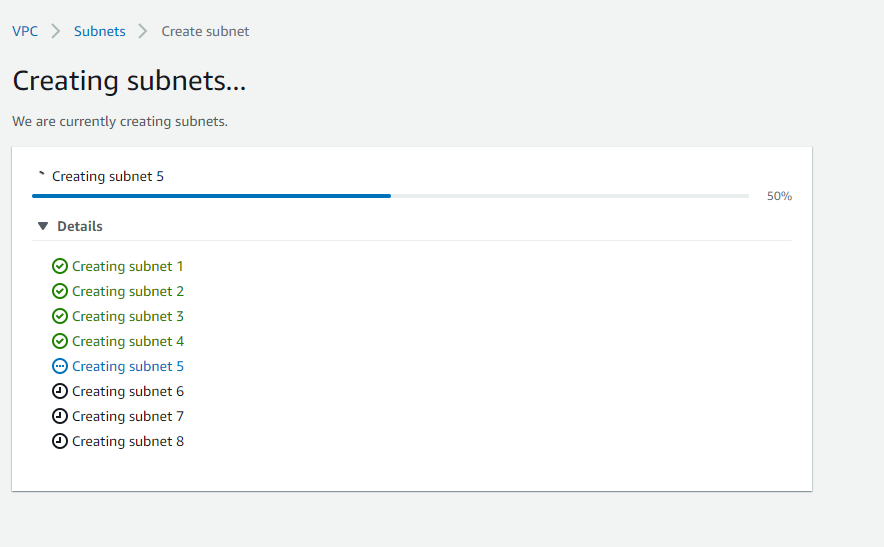 VPC Subnets Create subnet
Creating subnets...
We are currently creating subnets.
Creating subnet 5
50%
Details
Creating subnet 1
Creating subnet 2
Creating subnet 3
Creating subnet 4
Creating subnet 5
Creating subnet 6
Creating subnet 7
Creating subnet 8